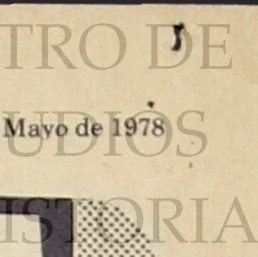 TRO DE
Mayo de 1978
UDIOS
ISTORIA